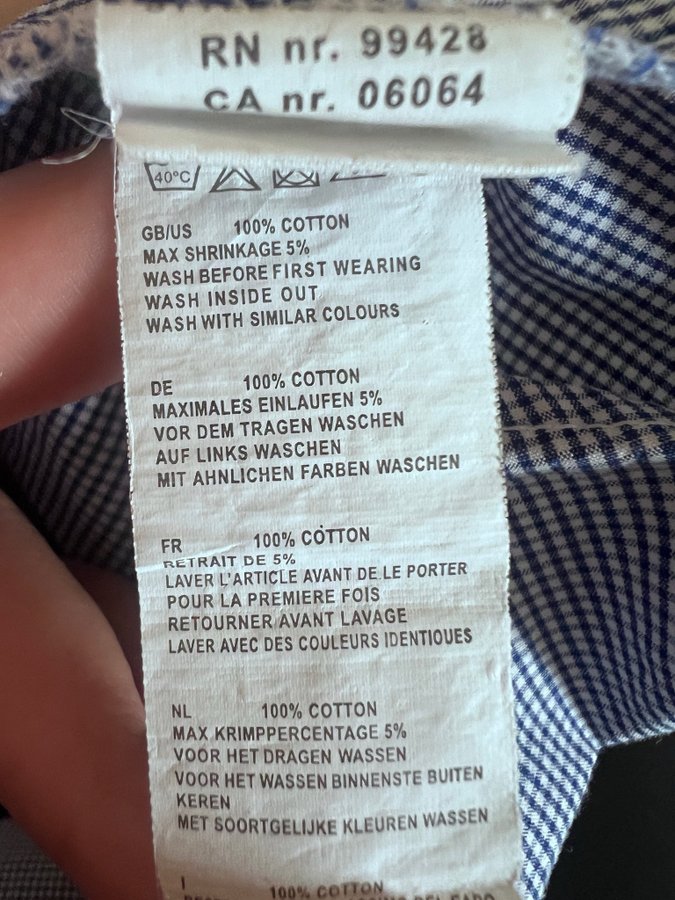 RN nr. 99428
CA nr. 06064
40°C
GB/US 100% COTTON
MAX SHRINKAGE 5%
WASH BEFORE FIRST WEARING
WASH INSIDE OUT
WASH WITH SIMILAR COLOURS
DE 100% COTTON
MAXIMALES EINLAUFEN 5%
VOR DEM TRAGEN WASCHEN
AUF LINKS WASCHEN
MIT AHNLICHEN FARBEN WASCHEN
FR 100% COTTON
RETRAIT DE 5%
LAVER L'ARTICLE AVANT DE LE PORTER
POUR LA PREMIERE FOIS
RETOURNER AVANT LAVAGE
LAVER AVEC DES COULEURS IDENTIQUES
NL 100% COTTON
MAX KRIMPPERCENTAGE 5%
VOOR HET DRAGEN WASSEN
VOOR HET WASSEN BINNENSTE BUITEN
KEREN
MET SOORTGELIJKE KLEUREN WASSEN
I 100% COTTON